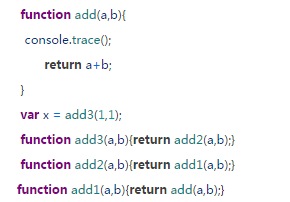 function add(a,b){
console.trace();
return a+b;
}
var x = add3(1,1);
function add3(a,b){return add2(a,b);}
function add2(a,b){return add1(a,b);}
function add1(a,b){return add(a,b);}